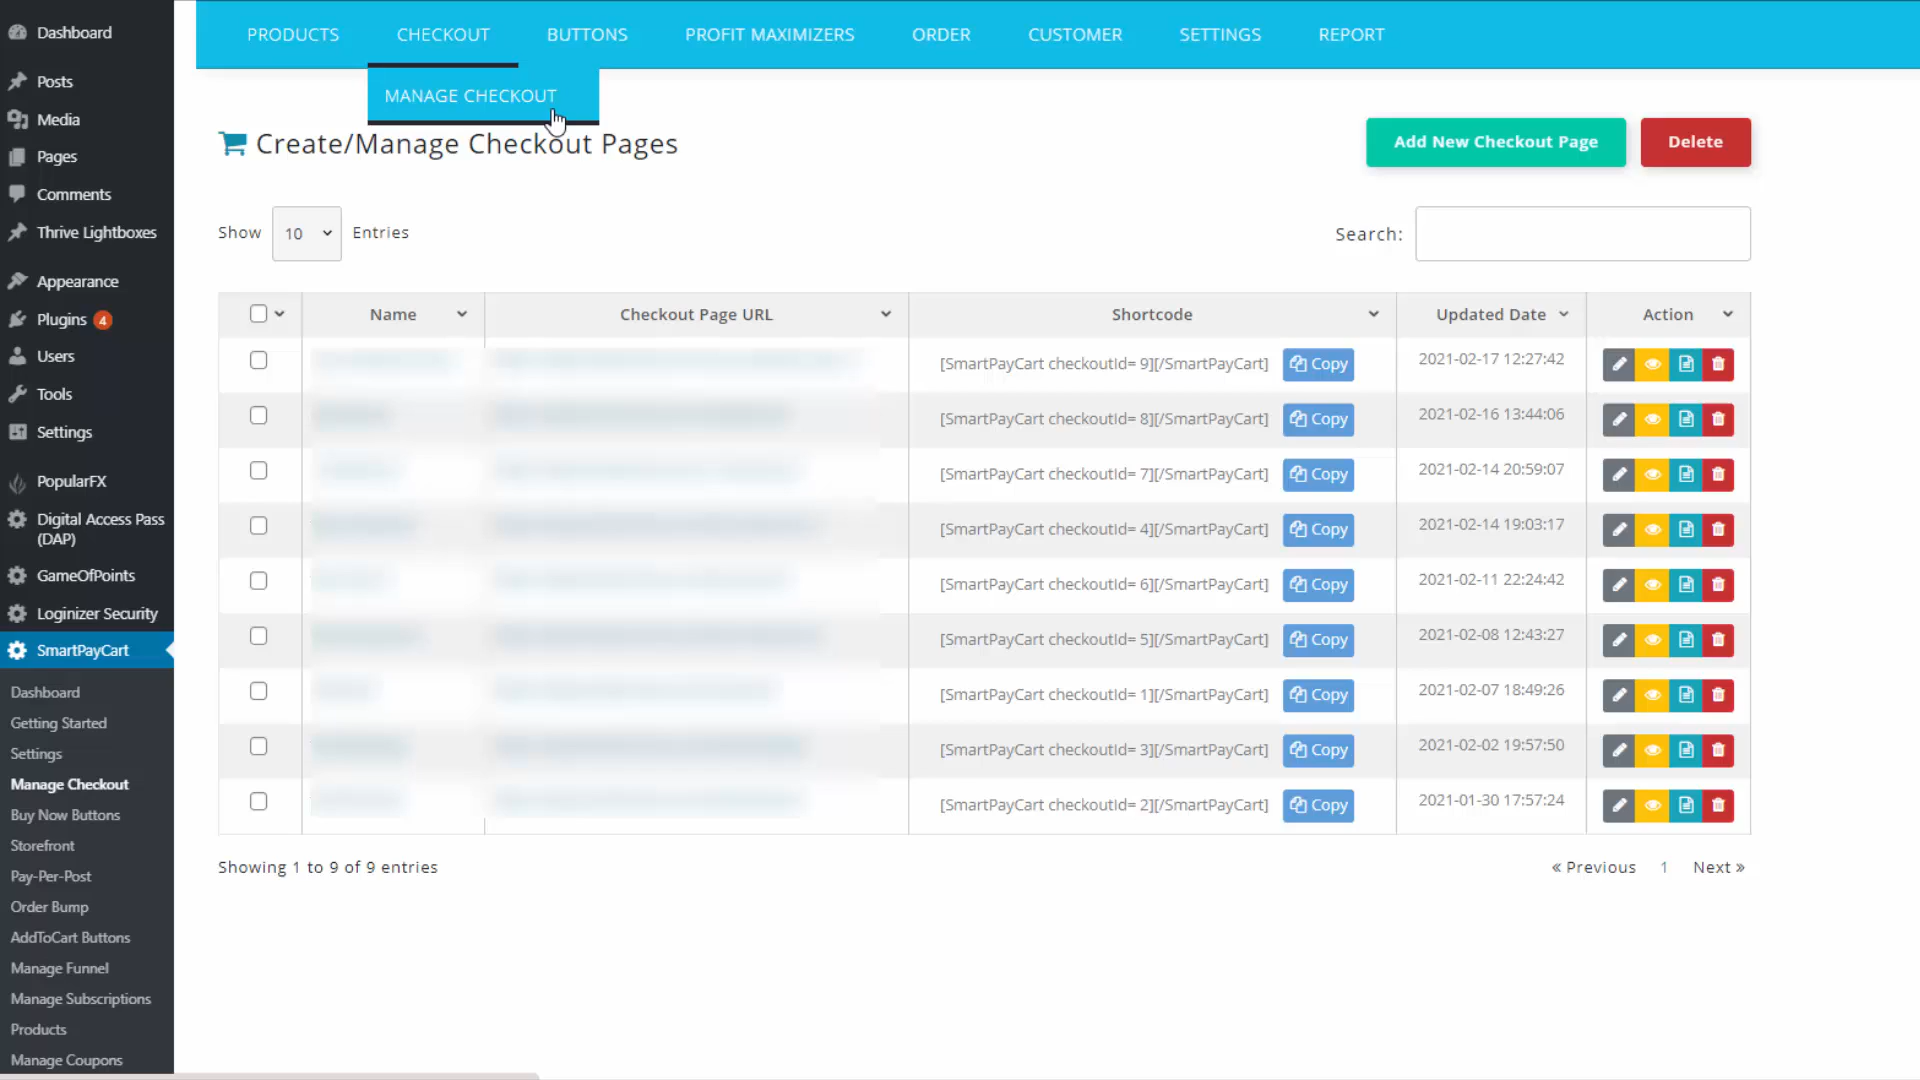 Dashboard
Posts
Media
Pages
Comments
Thrive Lightboxes
Appearance
Plugins 4
Users
Tools
Settings
PopularFX
Digital Access Pass
(DAP)
GameOfPoints
Loginizer Security
SmartPayCart
Dashboard
Getting Started
Settings
Manage Checkout
Buy Now Buttons
Storefront
Pay-Per-Post
Order Bump
AddToCart Buttons
Manage Funnel
Manage Subscriptions
Products
Manage Coupons
PRODUCTS CHECKOUT BUTTONS PROFIT MAXIMIZERS ORDER CUSTOMER SETTINGS REPORT
MANAGE CHECKOUT
Create/Manage Checkout Pages
Add New Checkout Page Delete
Show 10 Entries
Search:
Name Checkout Page URL Shortcode Updated Date Action
[SmartPayCart checkoutId= 9][/SmartPayCart] Copy 2021-02-17 12:27:42
[SmartPayCart checkoutId= 8][/SmartPayCart] Copy 2021-02-16 13:44:06
[SmartPayCart checkoutId= 7][/SmartPayCart] Copy 2021-02-14 20:59:07
[SmartPayCart checkoutId= 4][/SmartPayCart] Copy 2021-02-14 19:03:17
[SmartPayCart checkoutId= 6][/SmartPayCart] Copy 2021-02-11 22:24:42
[SmartPayCart checkoutId= 5][/SmartPayCart] Copy 2021-02-08 12:43:27
[SmartPayCart checkoutId= 1][/SmartPayCart] Copy 2021-02-07 18:49:26
[SmartPayCart checkoutId= 3][/SmartPayCart] Copy 2021-02-02 19:57:50
[SmartPayCart checkoutId= 2][/SmartPayCart] Copy 2021-01-30 17:57:24
Showing 1 to 9 of 9 entries
« Previous 1 Next »